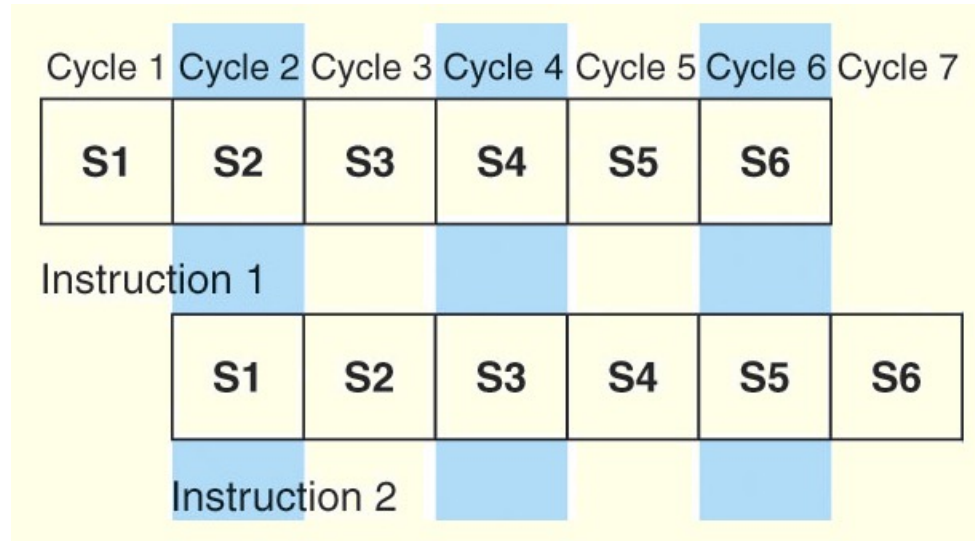 Cycle 1 Cycle 2 Cycle 3 Cycle 4 Cycle 5 Cycle 6 Cycle 7
S1 S2 S3 S4 S5 S6
Instruction 1
S1 S2 S3 S4 S5 S6
Instruction 2